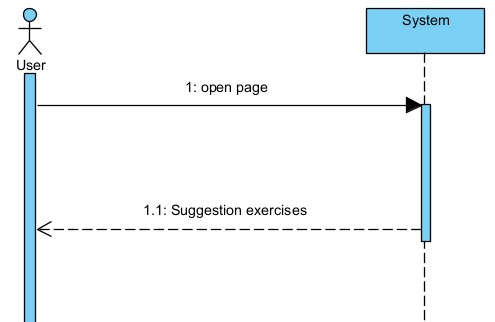 System
User
1: open page
1.1: Suggestion exercises